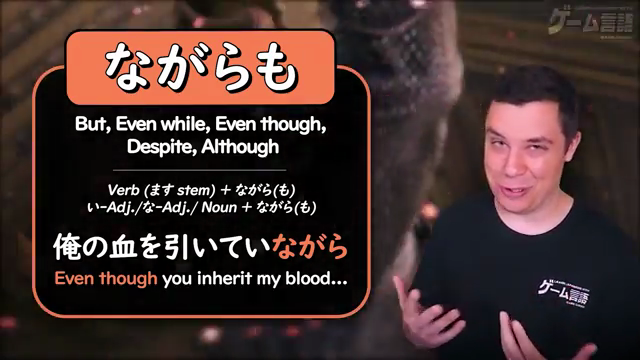 ながらも
But, Even while, Even though,
Despite, Although
Verb (ます stem) + ながら(も)
い-Adj./な-Adj./ Noun + ながら(も)
俺の血を引いていながら
Even though you inherit my blood...
ゲーム言語
ゲーム言語